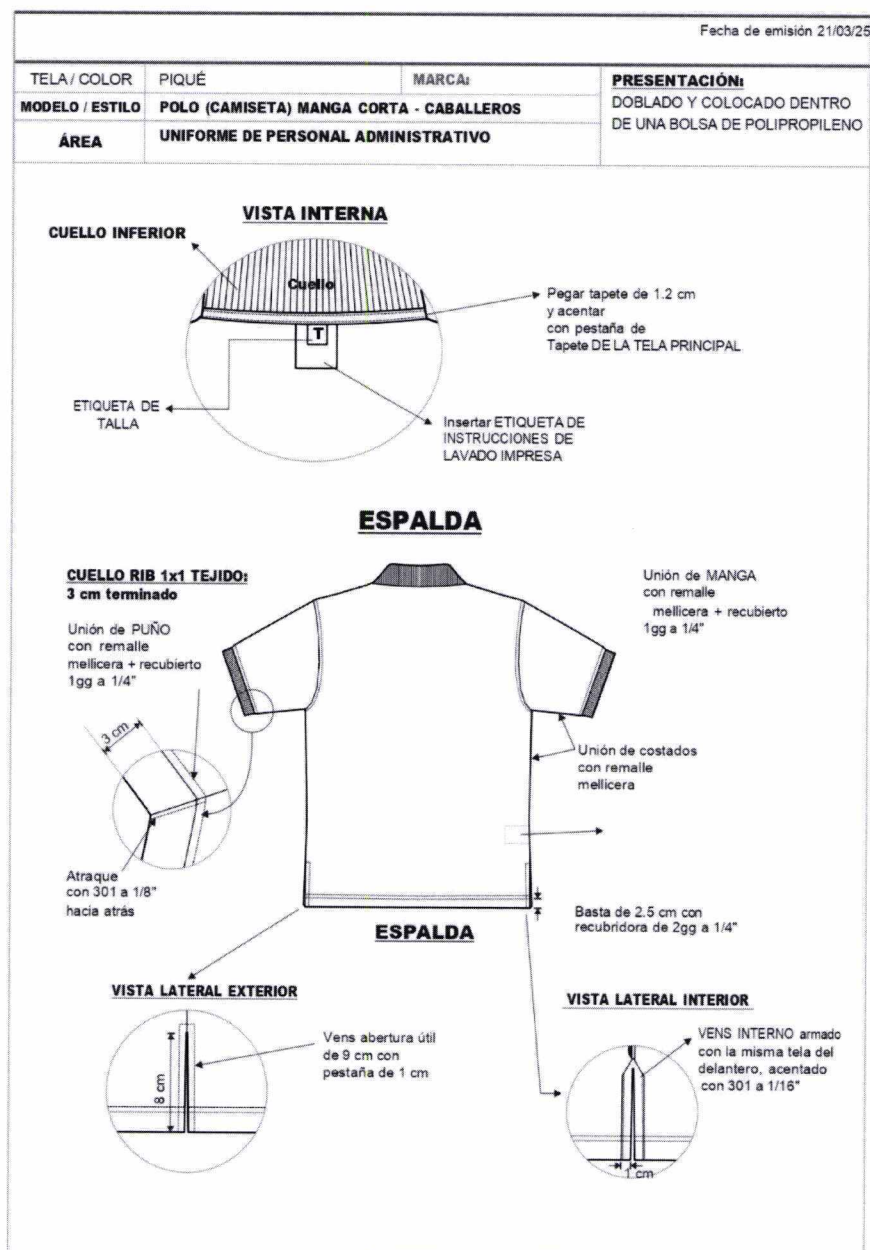 Fecha de emisión 21/03/25
TELA / COLOR PIQUÉ MARCA: PRESENTACIÓN:
MODELO / ESTILO POLO (CAMISETA) MANGA CORTA - CABALLEROS DOBLADO Y COLOCADO DENTRO
DE UNA BOLSA DE POLIPROPILENO
ÁREA UNIFORME DE PERSONAL ADMINISTRATIVO
VISTA INTERNA
CUELLO INFERIOR
Cuello
T
Pegar tapete de 1.2 cm
y acentar
con pestaña de
Tapete DE LA TELA PRINCIPAL
ETIQUETA DE
TALLA
Insertar ETIQUETA DE
INSTRUCCIONES DE
LAVADO IMPRESA
ESPALDA
CUELLO RIB 1x1 TEJIDO:
3 cm terminado
Unión de PUÑO
con remalle
mellicera + recubierto
1gg a 1/4"
Unión de MANGA
con remalle
mellicera + recubierto
1gg a 1/4"
3 cm
Unión de costados
con remalle
mellicera
Atraque
con 301 a 1/8"
hacia atrás
Basta de 2.5 cm con
recubridora de 2gg a 1/4"
ESPALDA
VISTA LATERAL EXTERIOR
8 cm
Vens abertura útil
de 9 cm con
pestaña de 1 cm
VISTA LATERAL INTERIOR
VENS INTERNO armado
con la misma tela del
delantero, acentado
con 301 a 1/16"
1 cm